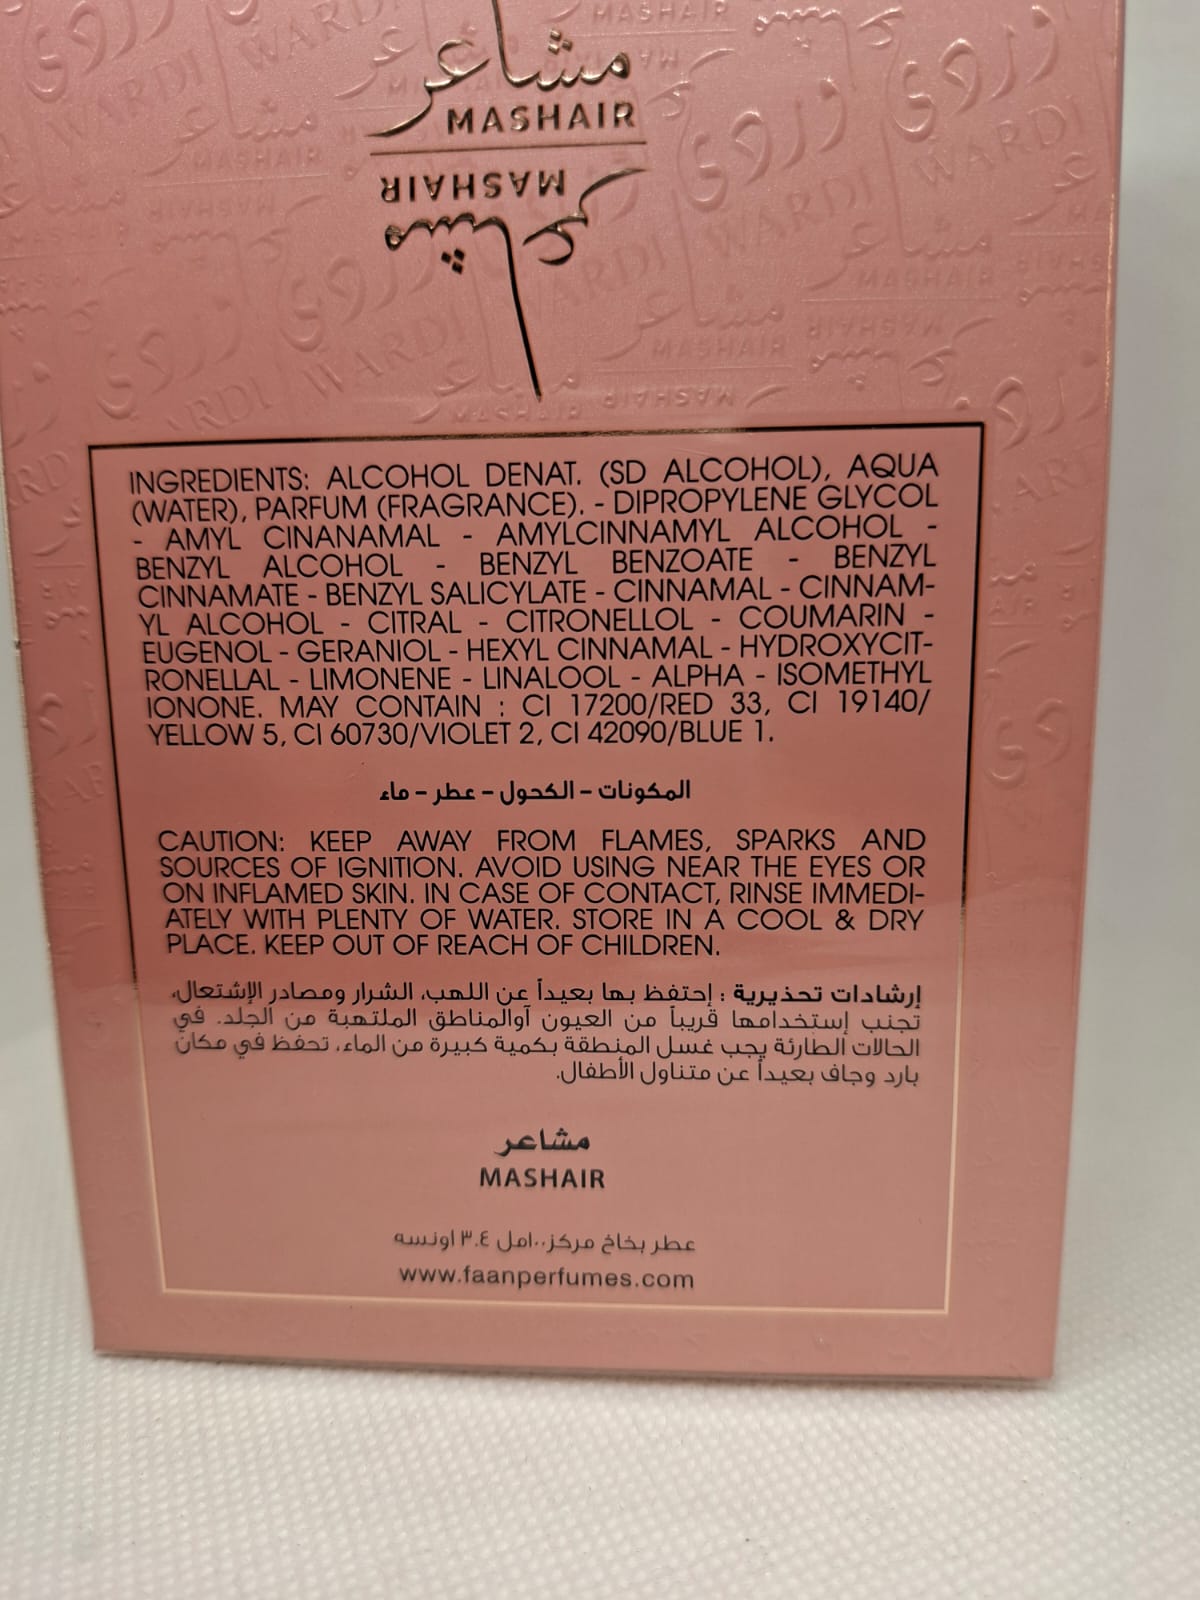 مشاعر
MASHAIR
MASHAIR
مشاعر
INGREDIENTS: ALCOHOL DENAT. (SD ALCOHOL), AQUA
(WATER), PARFUM (FRAGRANCE). - DIPROPYLENE GLYCOL
- AMYL CINANAMAL - AMYLCINNAMYL ALCOHOL -
BENZYL ALCOHOL - BENZYL BENZOATE - BENZYL
CINNAMATE - BENZYL SALICYLATE - CINNAMAL - CINNAM-
YL ALCOHOL - CITRAL - CITRONELLOL - COUMARIN -
EUGENOL - GERANIOL - HEXYL CINNAMAL - HYDROXYCIT-
RONELLAL - LIMONENE - LINALOOL - ALPHA - ISOMETHYL
IONONE. MAY CONTAIN : CI 17200/RED 33, CI 19140/
YELLOW 5, CI 60730/VIOLET 2, CI 42090/BLUE 1.
المكونات - الكحول - عطر - ماء
CAUTION: KEEP AWAY FROM FLAMES, SPARKS AND
SOURCES OF IGNITION. AVOID USING NEAR THE EYES OR
ON INFLAMED SKIN. IN CASE OF CONTACT, RINSE IMMEDI-
ATELY WITH PLENTY OF WATER. STORE IN A COOL & DRY
PLACE. KEEP OUT OF REACH OF CHILDREN.
إرشادات تحذيرية : إحتفظ بها بعيداً عن اللهب، الشرار ومصادر الإشتعال،
تجنب إستخدامها قريباً من العيون أوالمناطق الملتهبة من الجلد. في
الحالات الطارئة يجب غسل المنطقة بكمية كبيرة من الماء، تحفظ في مكان
بارد وجاف بعيداً عن متناول الأطفال.
مشاعر
MASHAIR
عطر بخاخ مركز ١٠٠مل ٣.٤ اونسه
www.faanperfumes.com